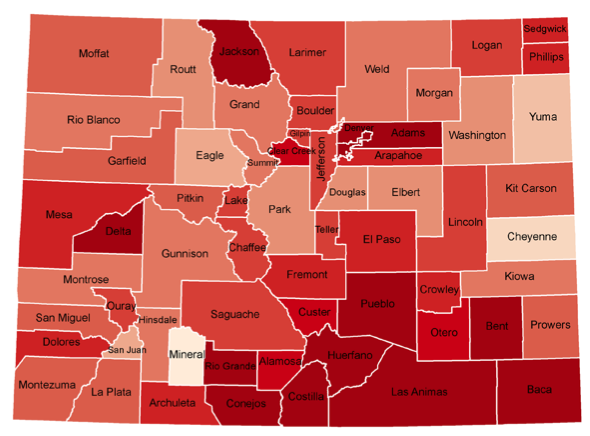 Sedgwick
Moffat
Routt
Jackson
Larimer
Logan
Phillips
Weld
Morgan
Grand
Boulder
Rio Blanco
Yuma
Gilpin
Denver
Adams
Washington
Eagle
Garfield
Summit
Clear Creek
Jefferson
Arapahoe
Kit Carson
Pitkin
Lake
Park
Douglas
Elbert
Lincoln
Mesa
Delta
Teller
El Paso
Cheyenne
Gunnison
Chaffee
Montrose
Fremont
Kiowa
Crowley
Ouray
Pueblo
San Miguel
Hinsdale
Saguache
Custer
Otero
Bent
Prowers
Dolores
San Juan
Mineral
Huerfano
Rio Grande
Alamosa
Montezuma
La Plata
Archuleta
Conejos
Costilla
Las Animas
Baca